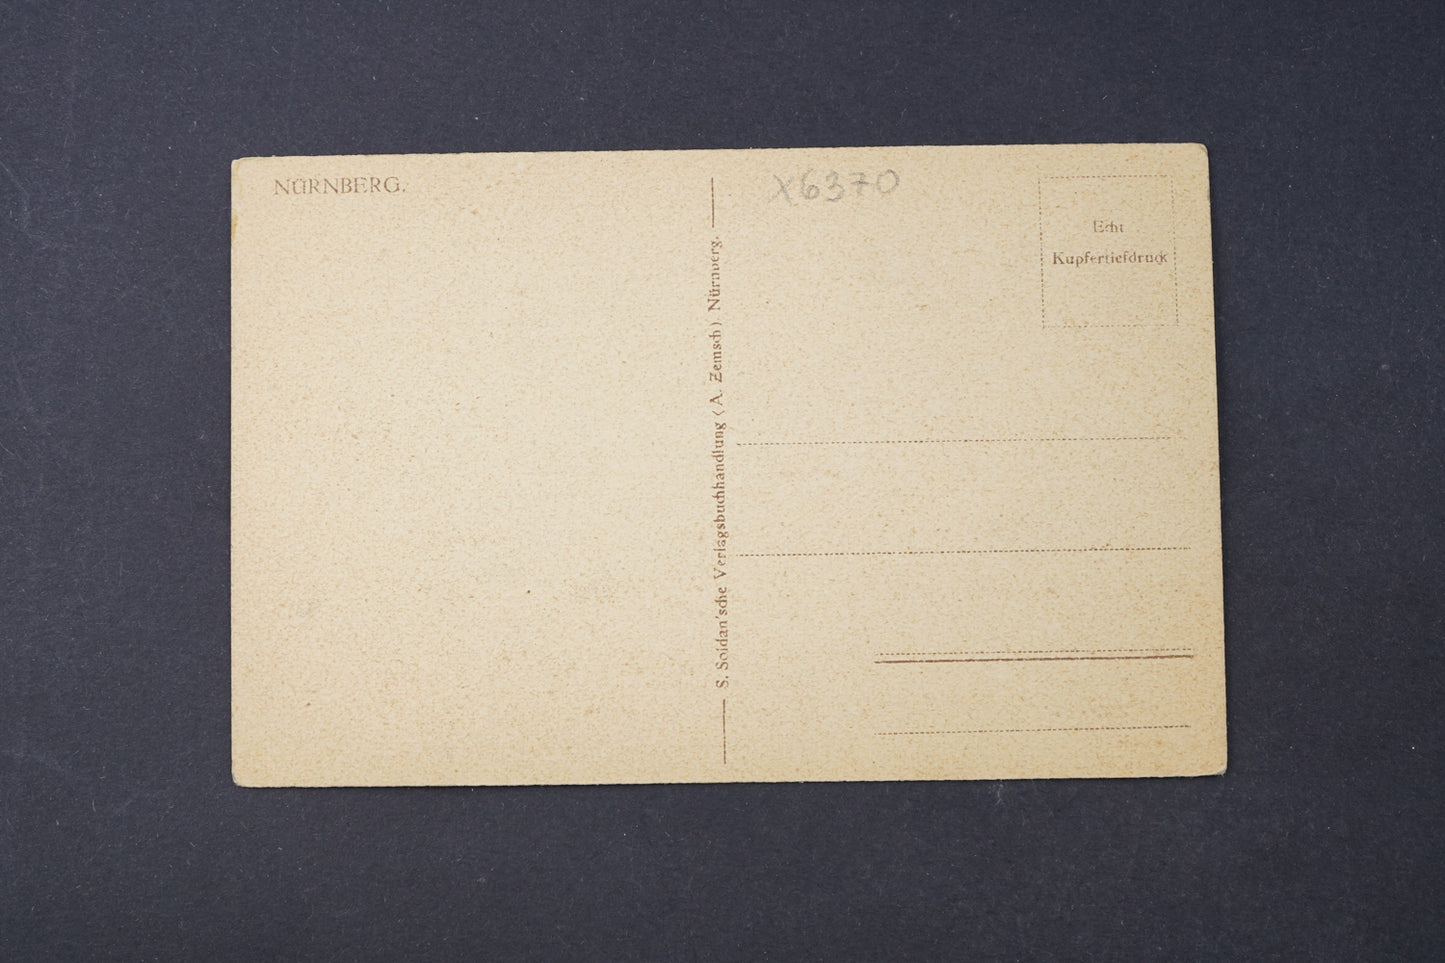 NÜRNBERG.
S. Soldan'sche Verlagsbuchhandlung (A. Zemsch) Nürnberg.
X6370
Echt
Kupfertiefdruck